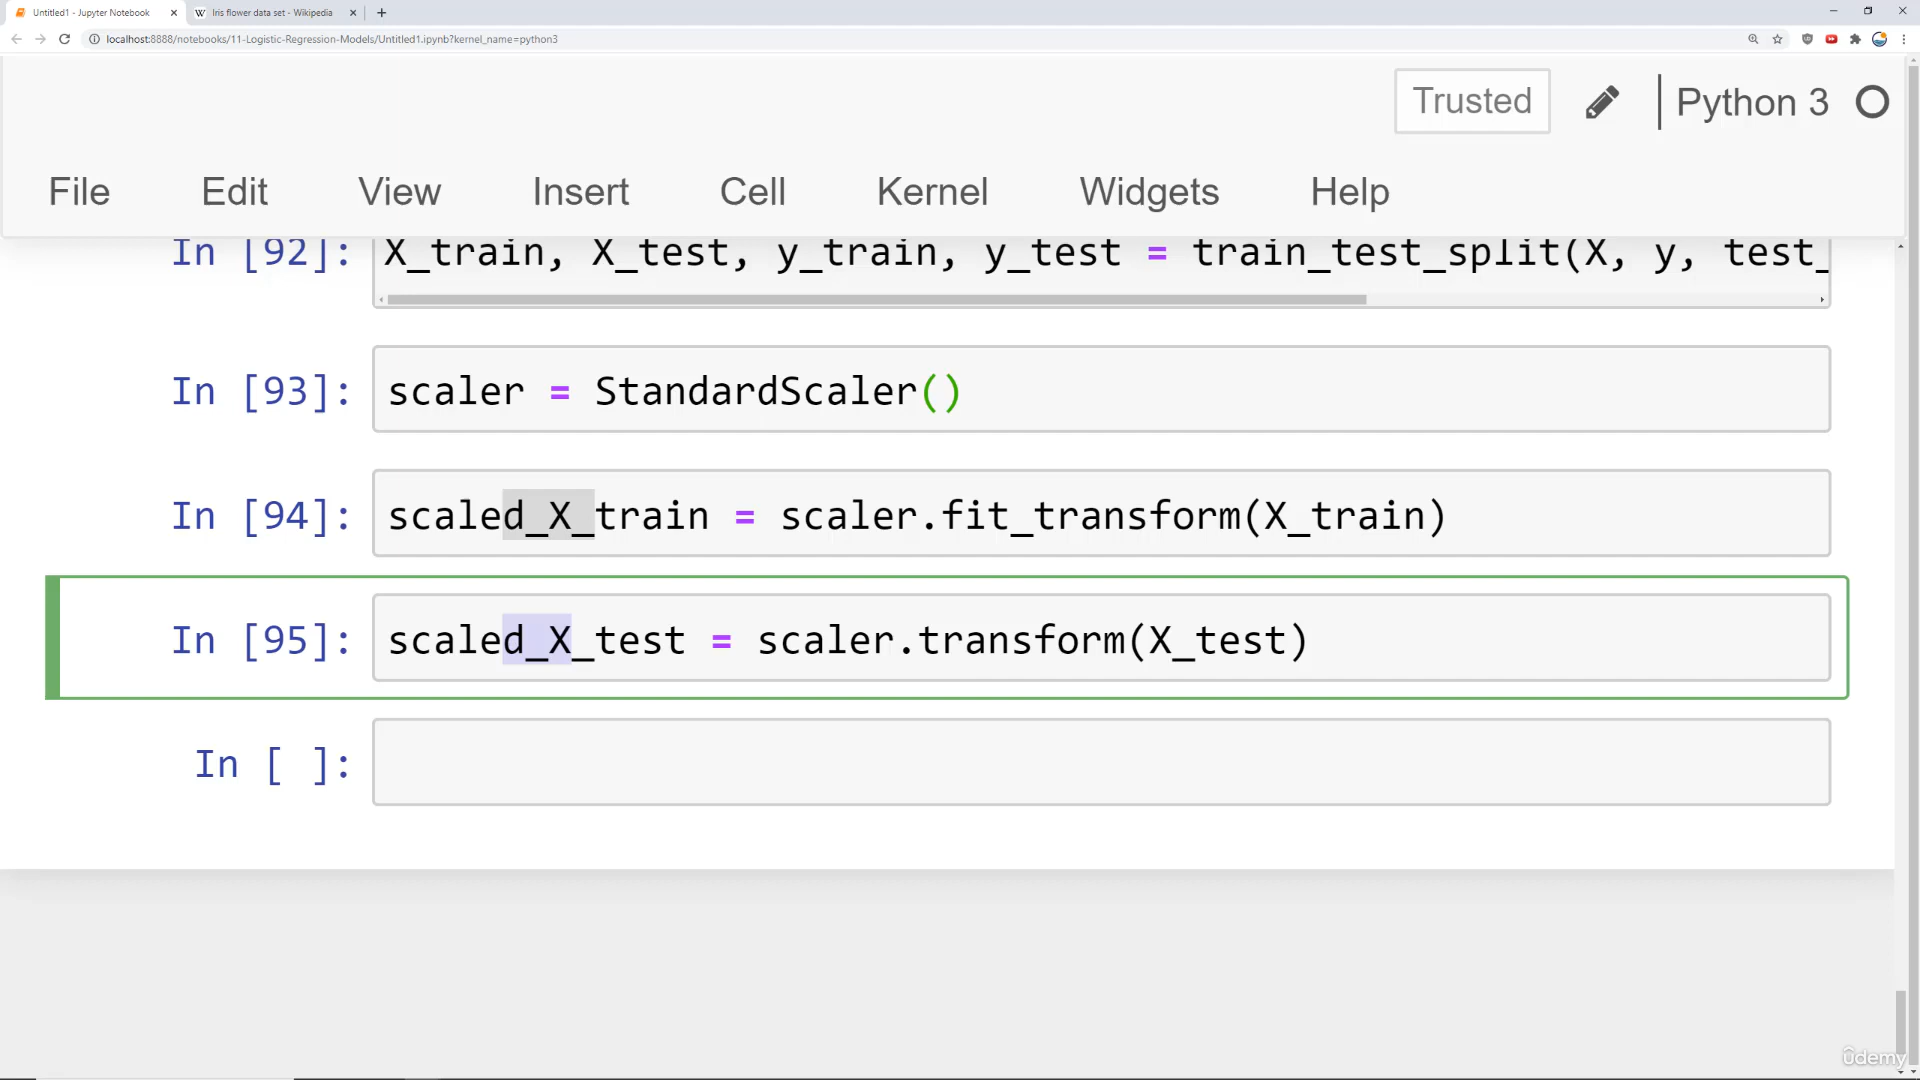 Untitled1 - Jupyter Notebook
Iris flower data set - Wikipedia
localhost:8888/notebooks/11-Logistic-Regression-Models/Untitled1.ipynb?kernel_name=python3
Trusted
Python 3
File Edit View Insert Cell Kernel Widgets Help
In [92]: X_train, X_test, y_train, y_test = train_test_split(X, y, test_
In [93]: scaler = StandardScaler()
In [94]: scaled_X_train = scaler.fit_transform(X_train)
In [95]: scaled_X_test = scaler.transform(X_test)
In [ ]:
ûdemy